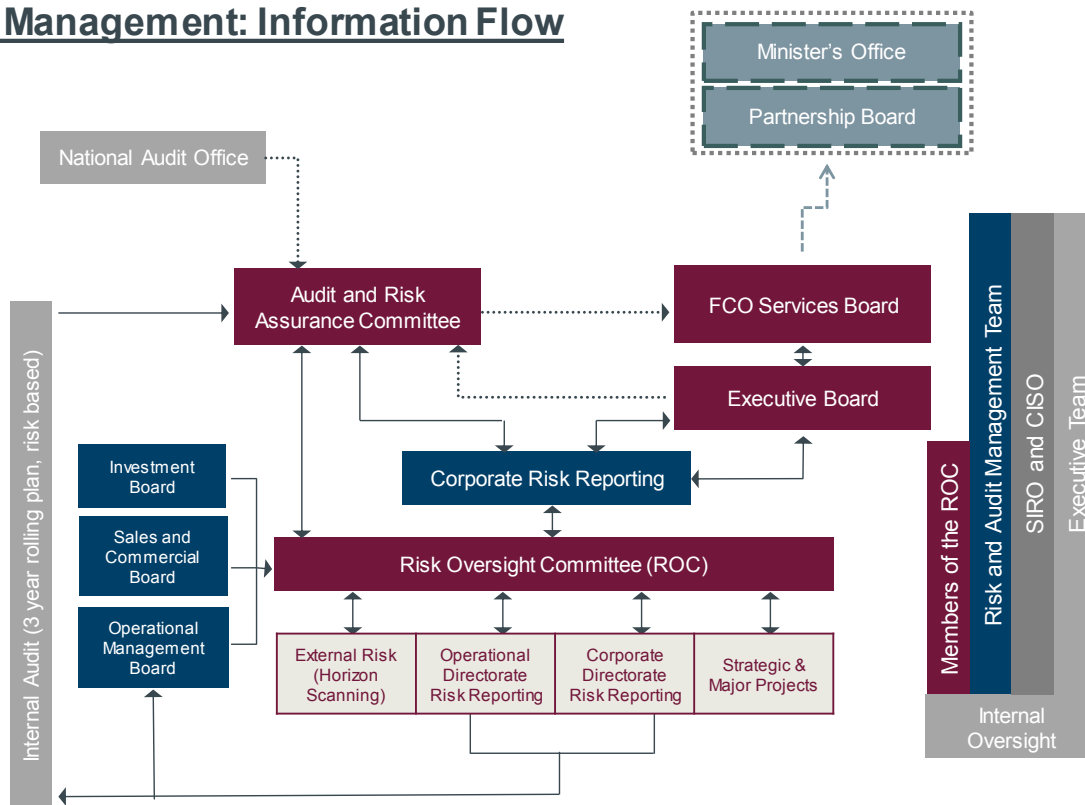 Management: Information Flow
Minister's Office
Partnership Board
National Audit Office
Audit and Risk
Assurance Committee
FCO Services Board
Executive Board
Corporate Risk Reporting
Investment
Board
Sales and
Commercial
Board
Operational
Management
Board
Risk Oversight Committee (ROC)
External Risk
(Horizon
Scanning)
Operational
Directorate
Risk Reporting
Corporate
Directorate
Risk Reporting
Strategic &
Major Projects
Internal Audit (3 year rolling plan, risk based)
Members of the ROC
Risk and Audit Management Team
SIRO and CISO
Executive Team
Internal
Oversight